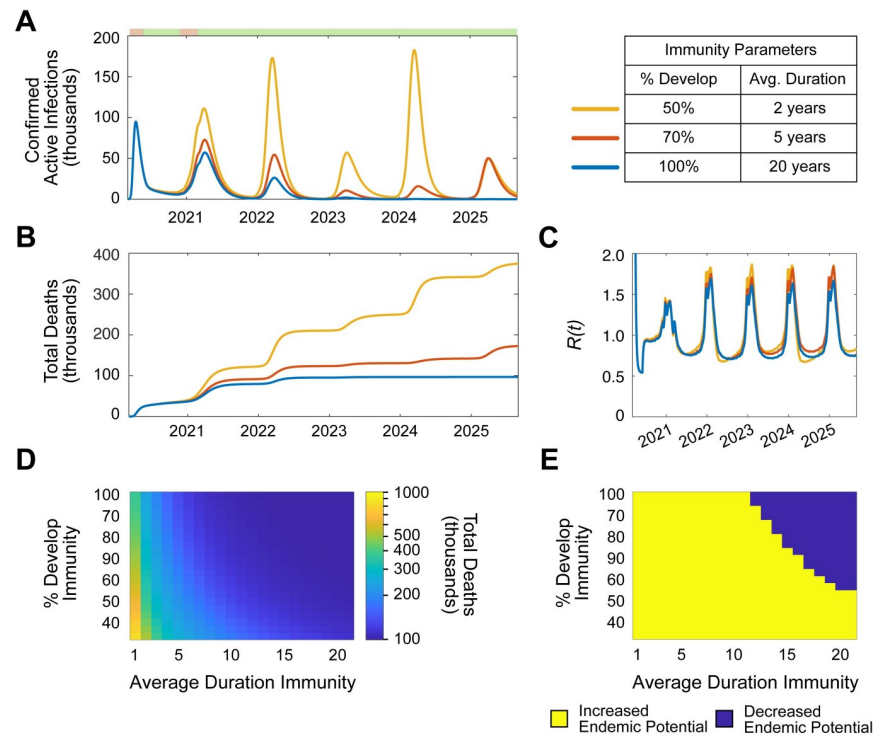 A
Confirmed
Active Infections
(thousands)
200
150
100
50
0
2021
2022
2023
2024
2025
Immunity Parameters
% Develop
Avg. Duration
50%
2 years
70%
5 years
100%
20 years
B
Total Deaths
(throusands)
400
300
200
100
0
2021
2022
2023
2024
2025
C
R(t)
2.0
1.5
1.0
0.5
0
2021
2022
2023
2024
2025
D
% Develop
Immunity
100
70
80
90
60
50
40
1
5
10
15
20
Average Duration Immunity
1000
500
400
300
200
100
Total Deaths
(thousands)
E
% Develop
Immunity
100
70
80
90
60
50
40
1
5
10
15
20
Average Duration Immunity
Increased
Endemic Potential
Decreased
Endemic Potential